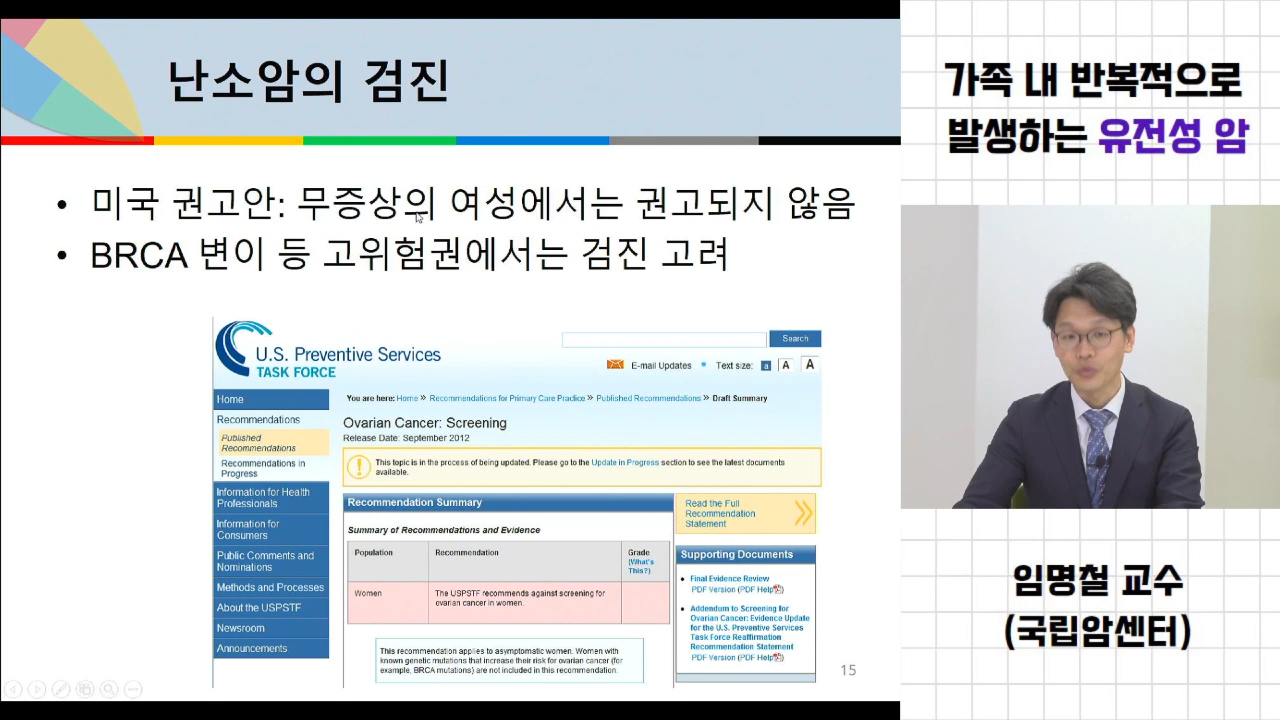 난소암의 검진
• 미국 권고안: 무증상의 여성에서는 권고되지 않음
• BRCA 변이 등 고위험권에서는 검진 고려
U.S. Preventive Services
TASK FORCE
Search
E-mail Updates
Text size: a A A
Home
Recommendations
Published
Recommendations
Recommendations in
Progress
Information for Health
Professionals
Information for
Consumers
Public Comments and
Nominations
Methods and Processes
About the USPSTF
Newsroom
Announcements
You are here: Home » Recommendations for Primary Care Practice » Published Recommendations » Draft Summary
Ovarian Cancer: Screening
Release Date: September 2012
This topic is in the process of being updated. Please go to the Update in Progress section to see the latest documents
available.
Recommendation Summary
Summary of Recommendations and Evidence
Population Recommendation Grade
(What's
This?)
Women The USPSTF recommends against screening for
ovarian cancer in women.
This recommendation applies to asymptomatic women. Women with
known genetic mutations that increase their risk for ovarian cancer (for
example, BRCA mutations) are not included in this recommendation.
Read the Full
Recommendation
Statement
Supporting Documents
• Final Evidence Review
PDF Version (PDF Help)
• Addendum to Screening for
Ovarian Cancer: Evidence Update
for the U.S. Preventive Services
Task Force Reaffirmation
Recommendation Statement
PDF Version (PDF Help)
15
가족 내 반복적으로
발생하는 유전성 암
임명철 교수
(국립암센터)